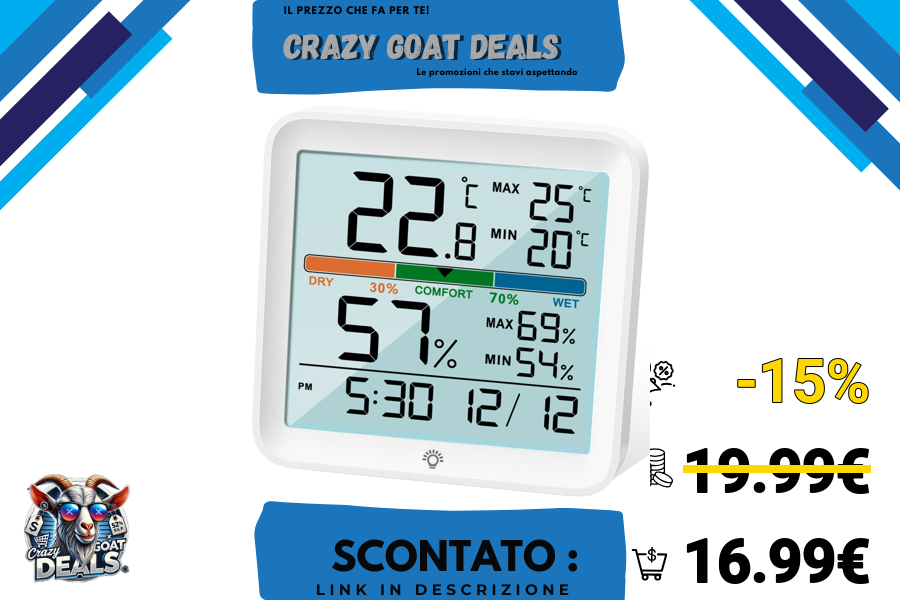 IL PREZZO CHE FA PER TE!
CRAZY GOAT DEALS
Le promozioni che stavi aspettando
22.8 °C MAX 25 °C
MIN 20 °C
DRY 30% COMFORT 70% WET
57% MAX 69%
MIN 54%
PM 5:30 12/12
-15%
19.99€
SCONTATO :
16.99€
LINK IN DESCRIZIONE
$
Crazy
GOAT
DEALS